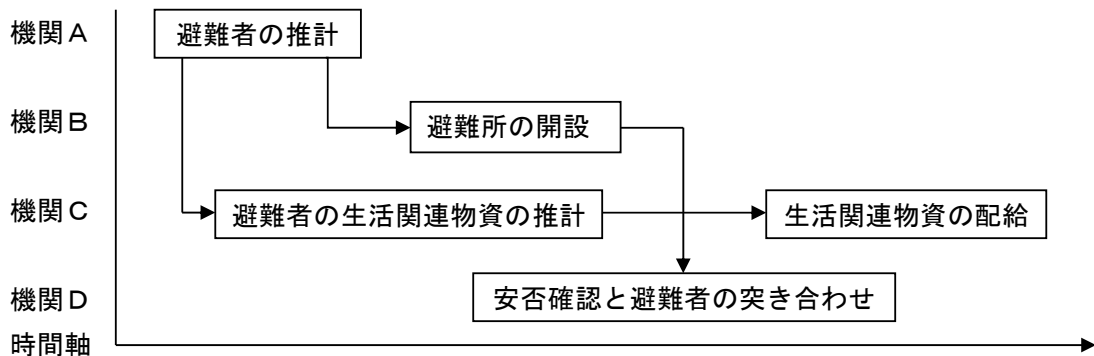 機関Ａ
避難者の推計
機関Ｂ
避難所の開設
機関Ｃ
避難者の生活関連物資の推計
生活関連物資の配給
機関Ｄ
安否確認と避難者の突き合わせ
時間軸